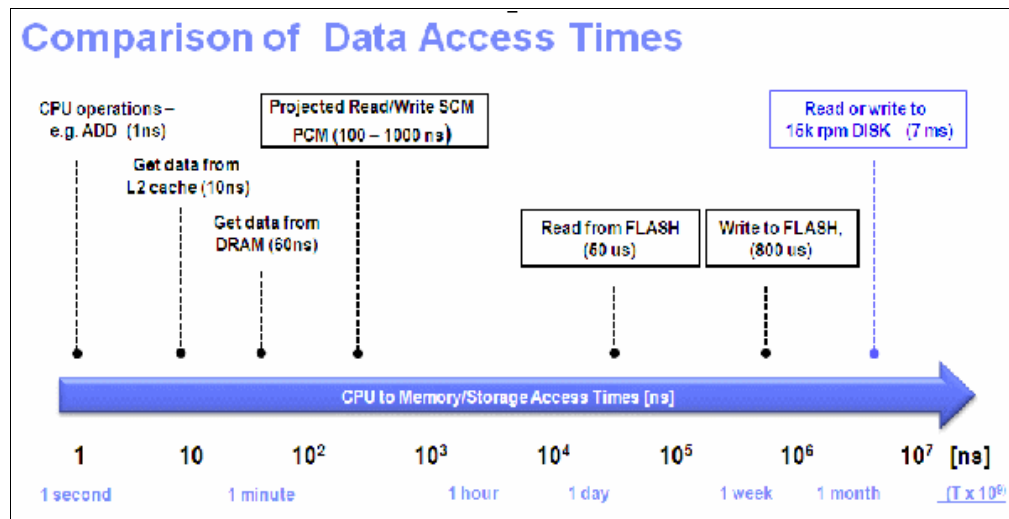 Comparison of Data Access Times
CPU operations –
e.g. ADD (1ns)
Projected Read/Write SCM
PCM (100 – 1000 ns)
Read or write to
15k rpm DISK (7 ms)
Get data from
L2 cache (10ns)
Get data from
DRAM (60ns)
Read from FLASH
(50 us)
Write to FLASH,
(800 us)
CPU to Memory/Storage Access Times [ns]
1 10 10² 10³ 10⁴ 10⁵ 10⁶ 10⁷ [ns]
1 second 1 minute 1 hour 1 day 1 week 1 month (T x 10⁹)